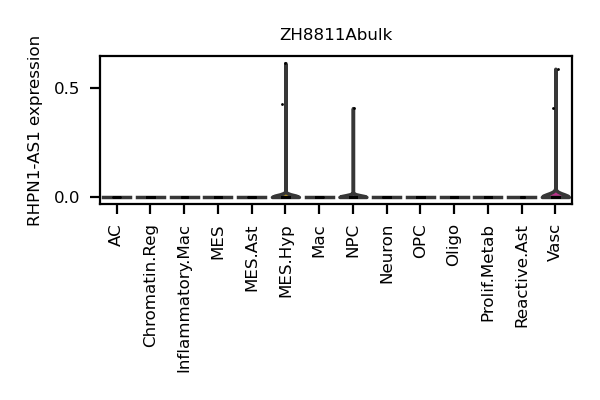 ZH8811Abulk
RHPN1-AS1 expression
0.5
0.0
AC
Chromatin.Reg
Inflammatory.Mac
MES
MES.Ast
MES.Hyp
Mac
NPC
Neuron
OPC
Oligo
Prolif.Metab
Reactive.Ast
Vasc